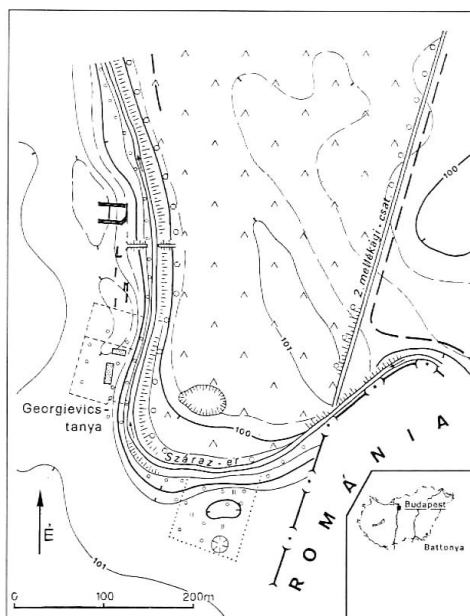 100
2. mellékági-csat.
101
Georgievics-
tanya
100
Száraz-ér
ROMÁNIA
É
101
0 100 200m
Budapest
Battonya